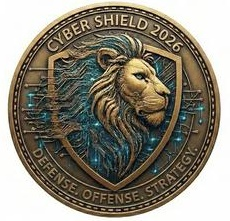 CYBER SHIELD 2026
DEFENSE. OFFENSE. STRATEGY.